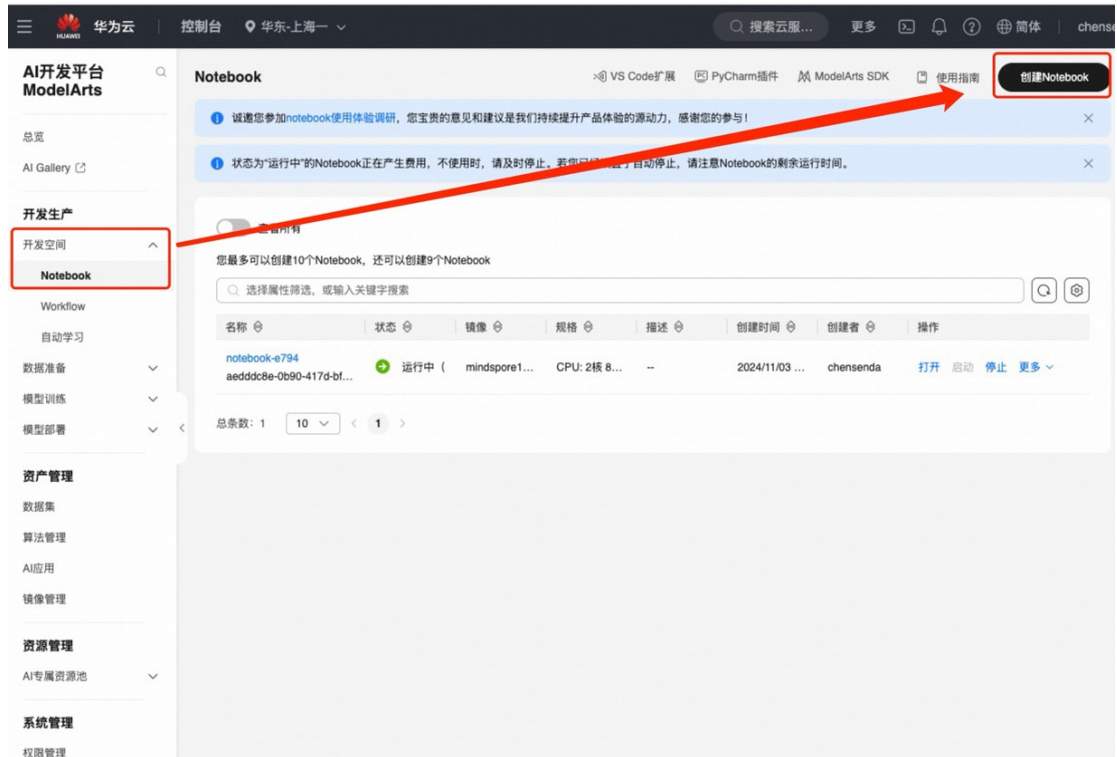 HUAWEI 华为云 控制台 华东-上海一 搜索云服... 更多 简体 chense
AI开发平台
ModelArts
总览
AI Gallery
开发生产
开发空间
Notebook
Workflow
自动学习
数据准备
模型训练
模型部署
资产管理
数据集
算法管理
AI应用
镜像管理
资源管理
AI专属资源池
系统管理
权限管理
Notebook VS Code扩展 PyCharm插件 ModelArts SDK 使用指南 创建Notebook
诚邀您参加notebook使用体验调研,您宝贵的意见和建议是我们持续提升产品体验的源动力,感谢您的参与!
状态为“运行中”的Notebook正在产生费用,不使用时,请及时停止。若您已经 自动停止,请注意Notebook的剩余运行时间。
查看所有
您最多可以创建10个Notebook,还可以创建9个Notebook
选择属性筛选,或输入关键字搜索
名称 状态 镜像 规格 描述 创建时间 创建者 操作
notebook-e794
aedddc8e-0b90-417d-bf... 运行中 ( mindspore1... CPU: 2核 8... -- 2024/11/03 ... chensenda 打开 启动 停止 更多
总条数: 1 10 < 1 >